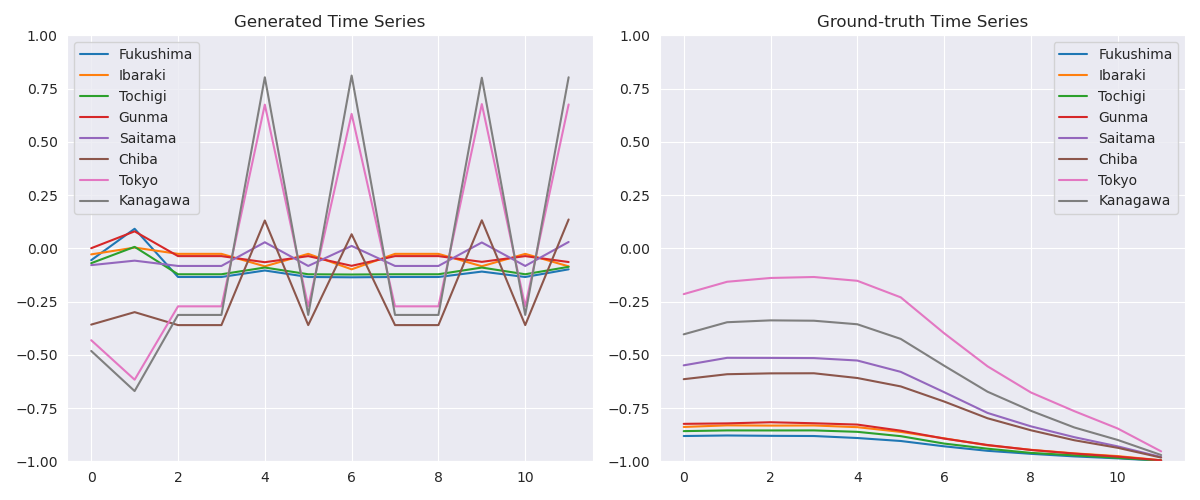 Generated Time Series
1.00
0.75
0.50
0.25
0.00
−0.25
−0.50
−0.75
−1.00
0 2 4 6 8 10
Fukushima
Ibaraki
Tochigi
Gunma
Saitama
Chiba
Tokyo
Kanagawa
Ground-truth Time Series
1.00
0.75
0.50
0.25
0.00
−0.25
−0.50
−0.75
−1.00
0 2 4 6 8 10
Fukushima
Ibaraki
Tochigi
Gunma
Saitama
Chiba
Tokyo
Kanagawa